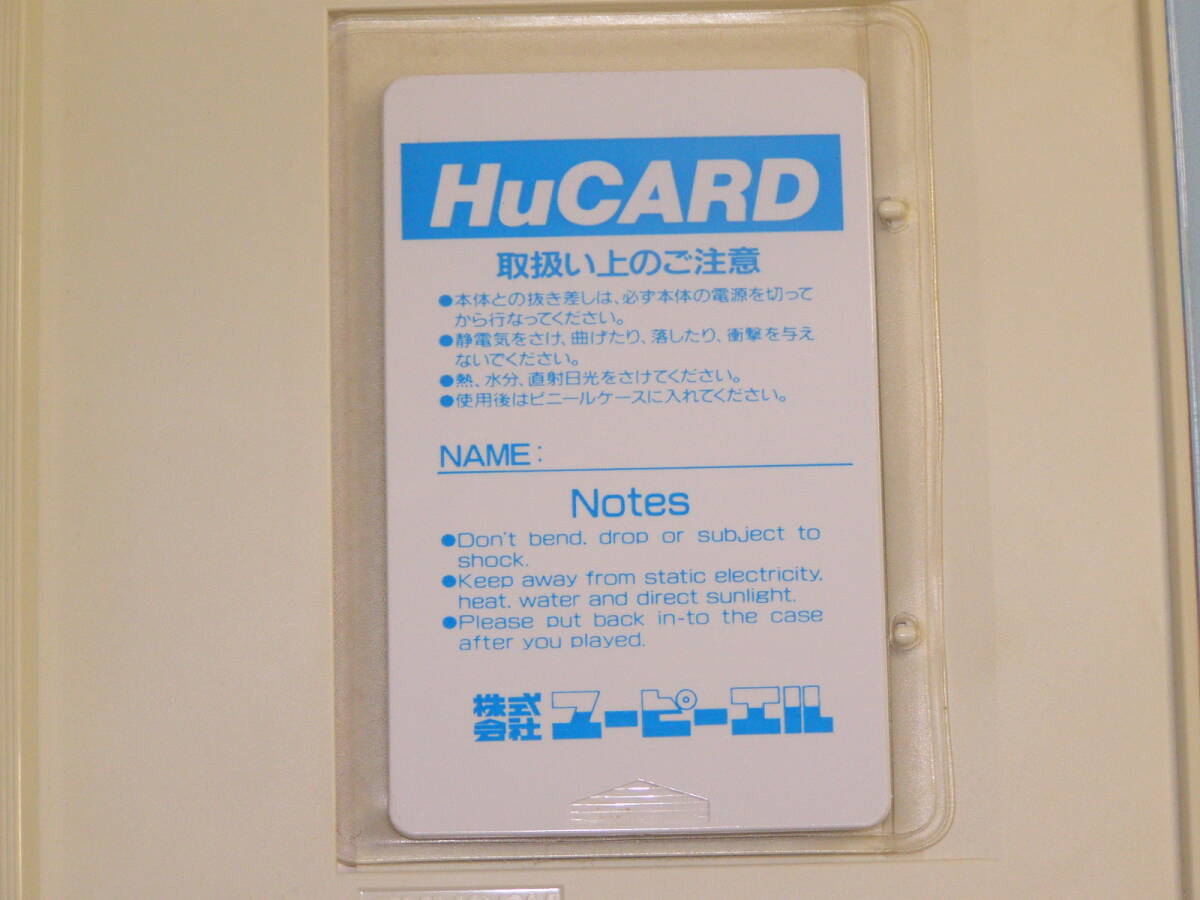 HuCARD
取扱い上のご注意
●本体との抜き差しは、必ず本体の電源を切って
から行なってください。
●静電気をさけ、曲げたり、落したり、衝撃を与え
ないでください。
●熱、水分、直射日光をさけてください。
●使用後はビニールケースに入れてください。
NAME:
Notes
●Don't bend, drop or subject to
shock.
●Keep away from static electricity,
heat, water and direct sunlight.
●Please put back in-to the case
after you played.
株式会社 ユーピーエル